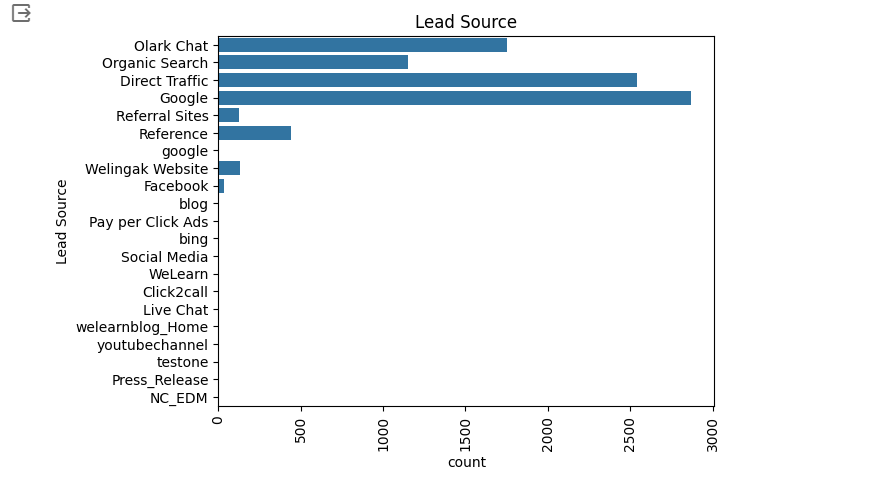 Lead Source
Olark Chat
Organic Search
Direct Traffic
Google
Referral Sites
Reference
google
Welingak Website
Facebook
blog
Pay per Click Ads
bing
Social Media
WeLearn
Click2call
Live Chat
welearnblog_Home
youtubechannel
testone
Press_Release
NC_EDM
Lead Source
0
500
1000
1500
2000
2500
3000
count